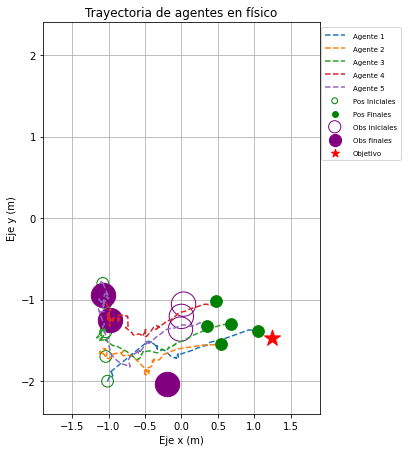 Trayectoria de agentes en físico
Agente 1
Agente 2
Agente 3
Agente 4
Agente 5
Pos Iniciales
Pos Finales
Obs iniciales
Obs finales
Objetivo
Eje y (m)
2
1
0
−1
−2
−1.5
−1.0
−0.5
0.0
0.5
1.0
1.5
Eje x (m)